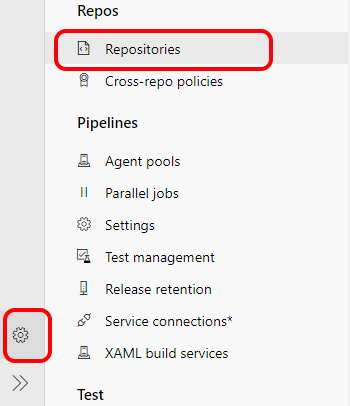 Repos
Repositories
Cross-repo policies
Pipelines
Agent pools
Parallel jobs
Settings
Test management
Release retention
Service connections*
XAML build services
Test